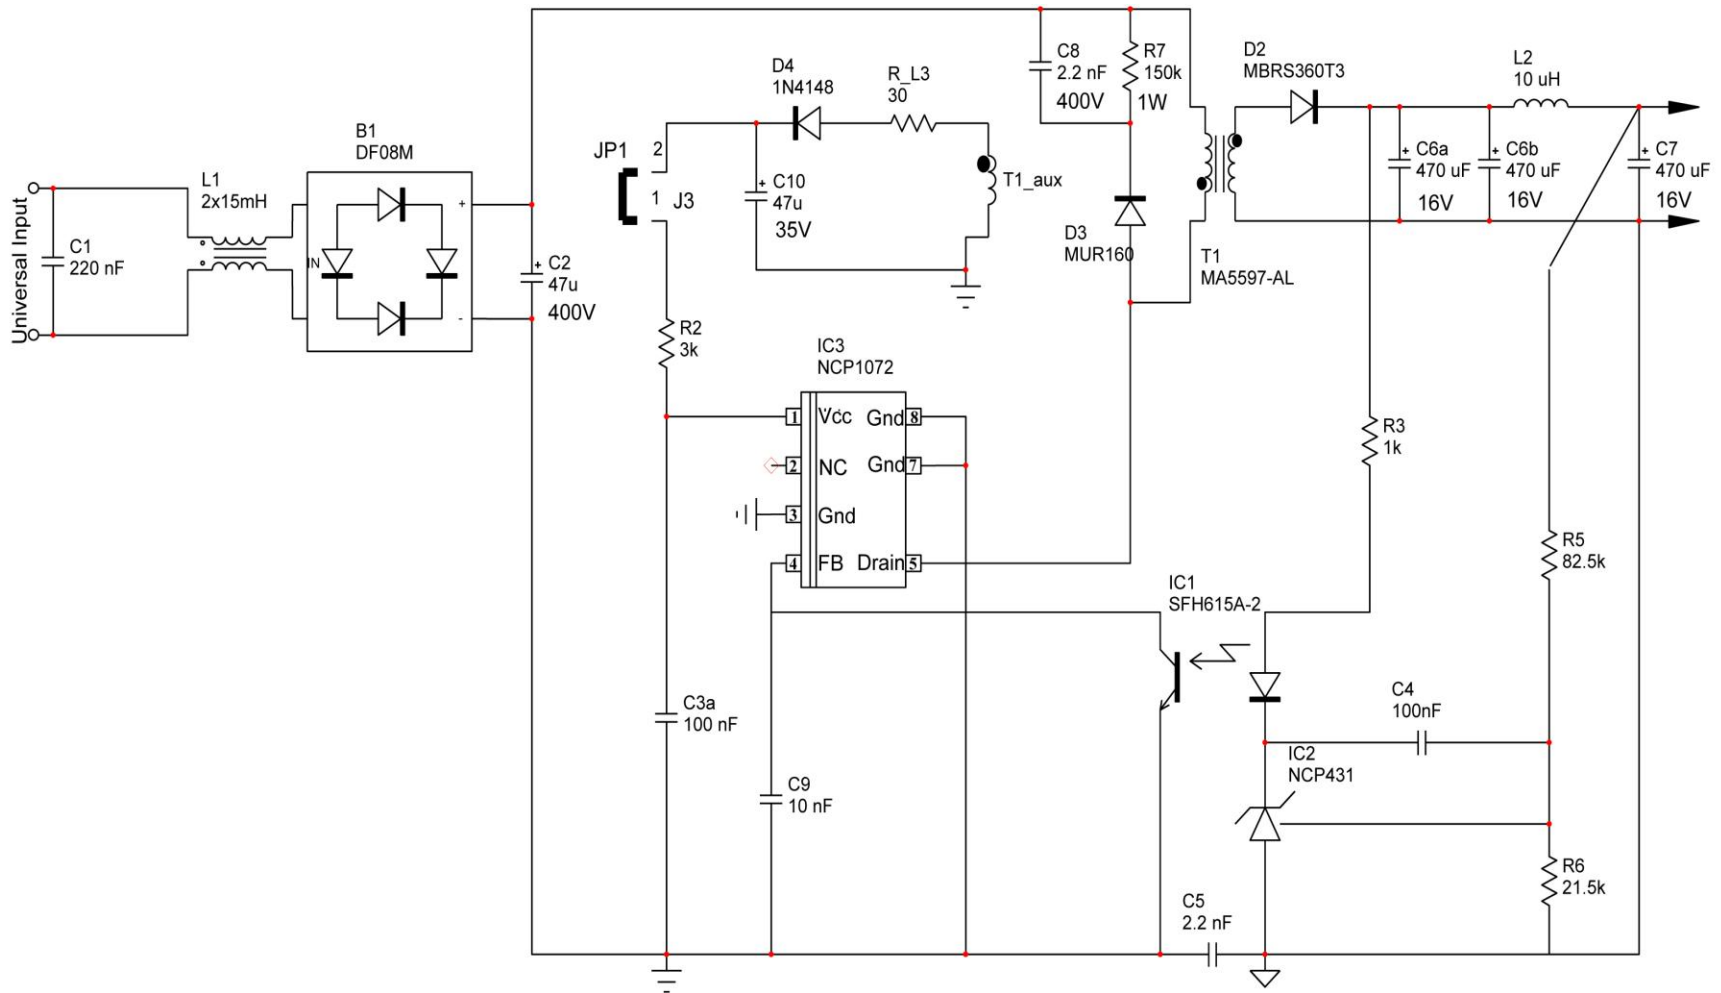 Universal Input
C1
220 nF
L1
2x15mH
B1
DF08M
IN
+
-
+
C2
47u
400V
JP1
2
1
J3
D4
1N4148
R_L3
30
+
C10
47u
35V
T1_aux
C8
2.2 nF
400V
R7
150k
1W
D3
MUR160
T1
MA5597-AL
D2
MBRS360T3
L2
10 uH
+
C6a
470 uF
16V
+
C6b
470 uF
16V
+
C7
470 uF
16V
R2
3k
IC3
NCP1072
1 Vcc Gnd 8
2 NC Gnd 7
3 Gnd
4 FB Drain 5
R3
1k
R5
82.5k
IC1
SFH615A-2
C3a
100 nF
C4
100nF
IC2
NCP431
C9
10 nF
R6
21.5k
C5
2.2 nF